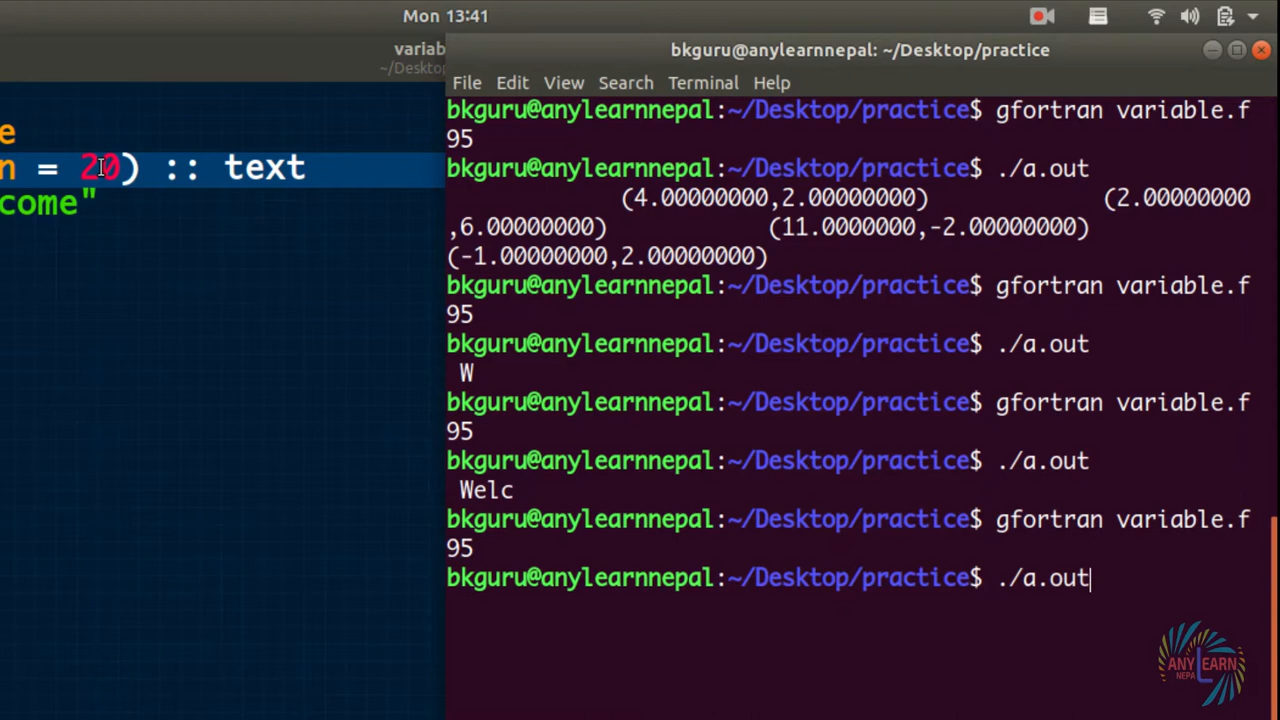 Mon 13:41
variab
~/Deskto
e
n = 20) :: text
come"
bkguru@anylearnnepal: ~/Desktop/practice
File Edit View Search Terminal Help
bkguru@anylearnnepal:~/Desktop/practice$ gfortran variable.f
95
bkguru@anylearnnepal:~/Desktop/practice$ ./a.out
(4.00000000,2.00000000) (2.00000000
,6.00000000) (11.0000000,-2.00000000)
(-1.00000000,2.00000000)
bkguru@anylearnnepal:~/Desktop/practice$ gfortran variable.f
95
bkguru@anylearnnepal:~/Desktop/practice$ ./a.out
W
bkguru@anylearnnepal:~/Desktop/practice$ gfortran variable.f
95
bkguru@anylearnnepal:~/Desktop/practice$ ./a.out
Welc
bkguru@anylearnnepal:~/Desktop/practice$ gfortran variable.f
95
bkguru@anylearnnepal:~/Desktop/practice$ ./a.out
ANY LEARN
NEPAL